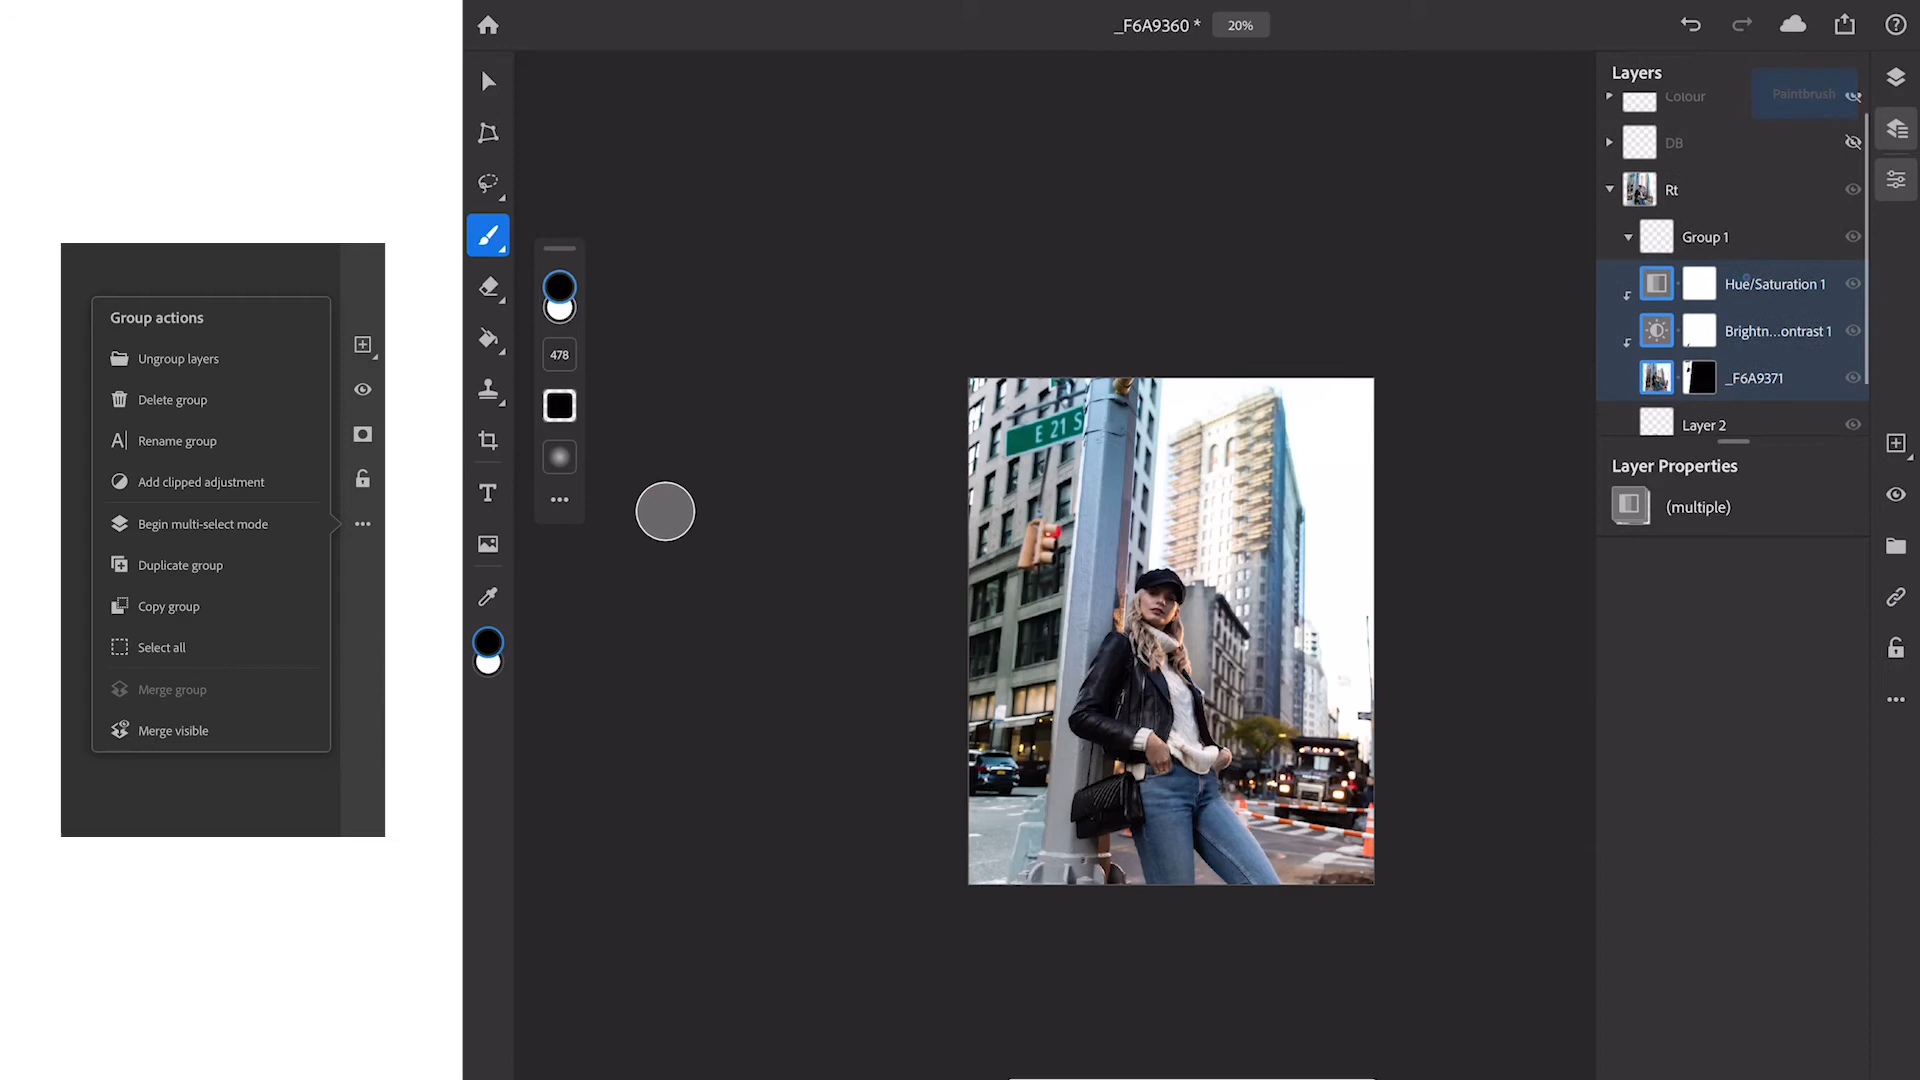 _F6A9360 *
20%
Layers
Colour
Paintbrush
DB
Rt
Group 1
Hue/Saturation 1
Brightn...ontrast 1
_F6A9371
Layer 2
Layer Properties
(multiple)
478
E 21 S
Group actions
Ungroup layers
Delete group
Rename group
Add clipped adjustment
Begin multi-select mode
Duplicate group
Copy group
Select all
Merge group
Merge visible